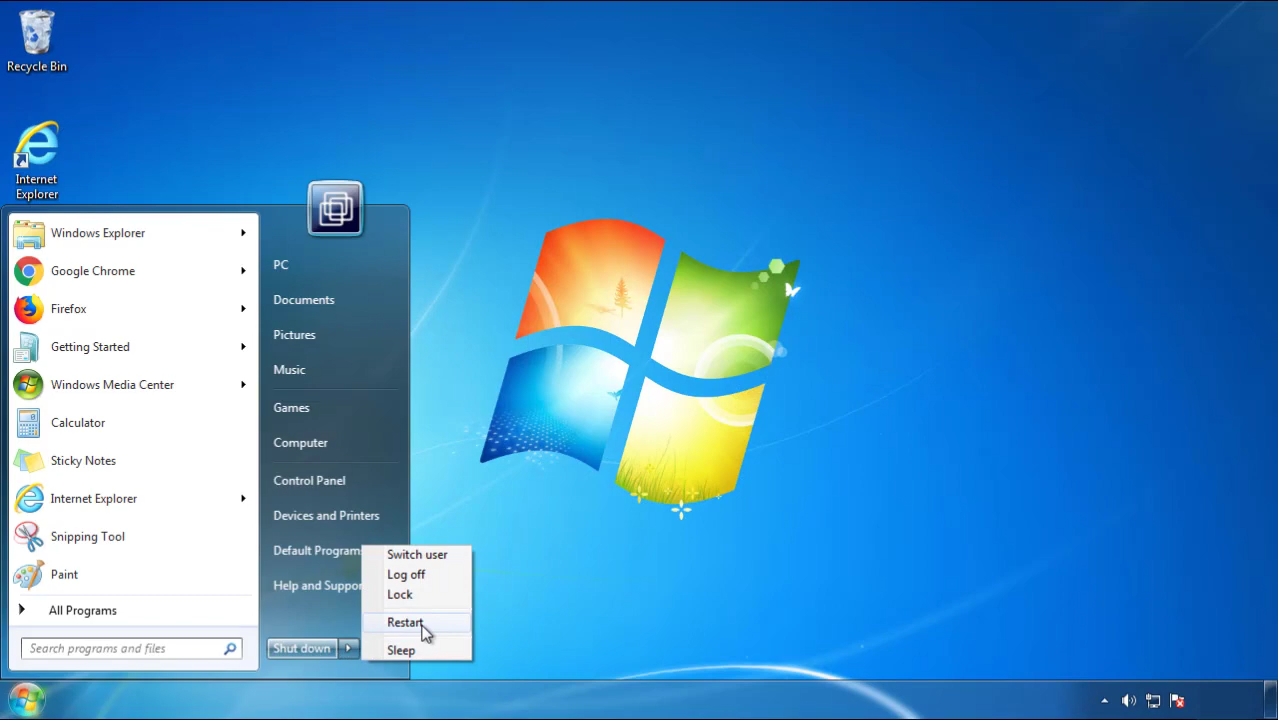 Recycle Bin
Internet
Explorer
Windows Explorer
Google Chrome
Firefox
Getting Started
Windows Media Center
Calculator
Sticky Notes
Internet Explorer
Snipping Tool
Paint
All Programs
Search programs and files
PC
Documents
Pictures
Music
Games
Computer
Control Panel
Devices and Printers
Default Program
Help and Suppor
Shut down
Switch user
Log off
Lock
Restart
Sleep